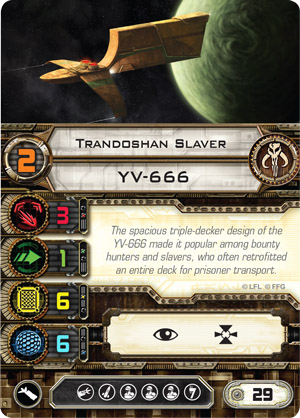 Trandoshan Slaver
2
YV-666
3
1
6
6
The spacious triple-decker design of the
YV-666 made it popular among bounty
hunters and slavers, who often retrofitted
an entire deck for prisoner transport.
© LFL © FFG
29